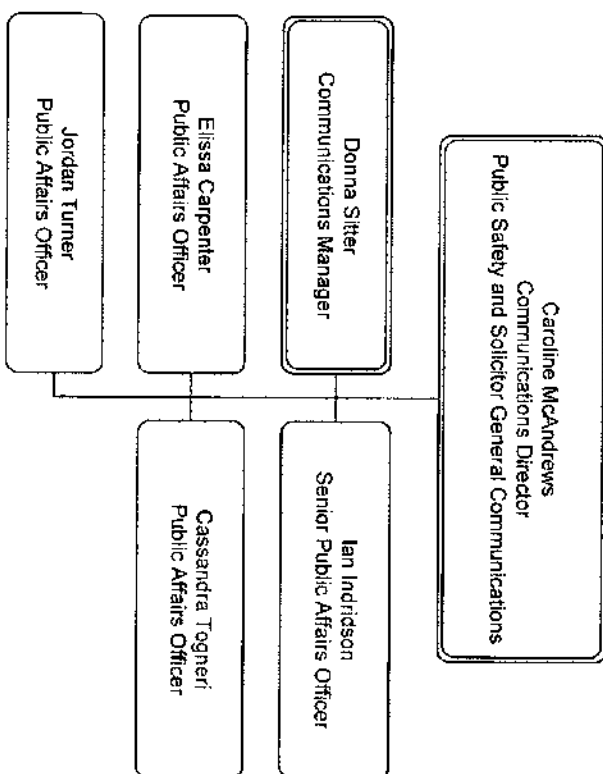 Caroline McAndrews
Communications Director
Public Safety and Solicitor General Communications
Donna Sitter
Communications Manager
Ian Indridson
Senior Public Affairs Officer
Elissa Carpenter
Public Affairs Officer
Cassandra Togneri
Public Affairs Officer
Jordan Turner
Public Affairs Officer